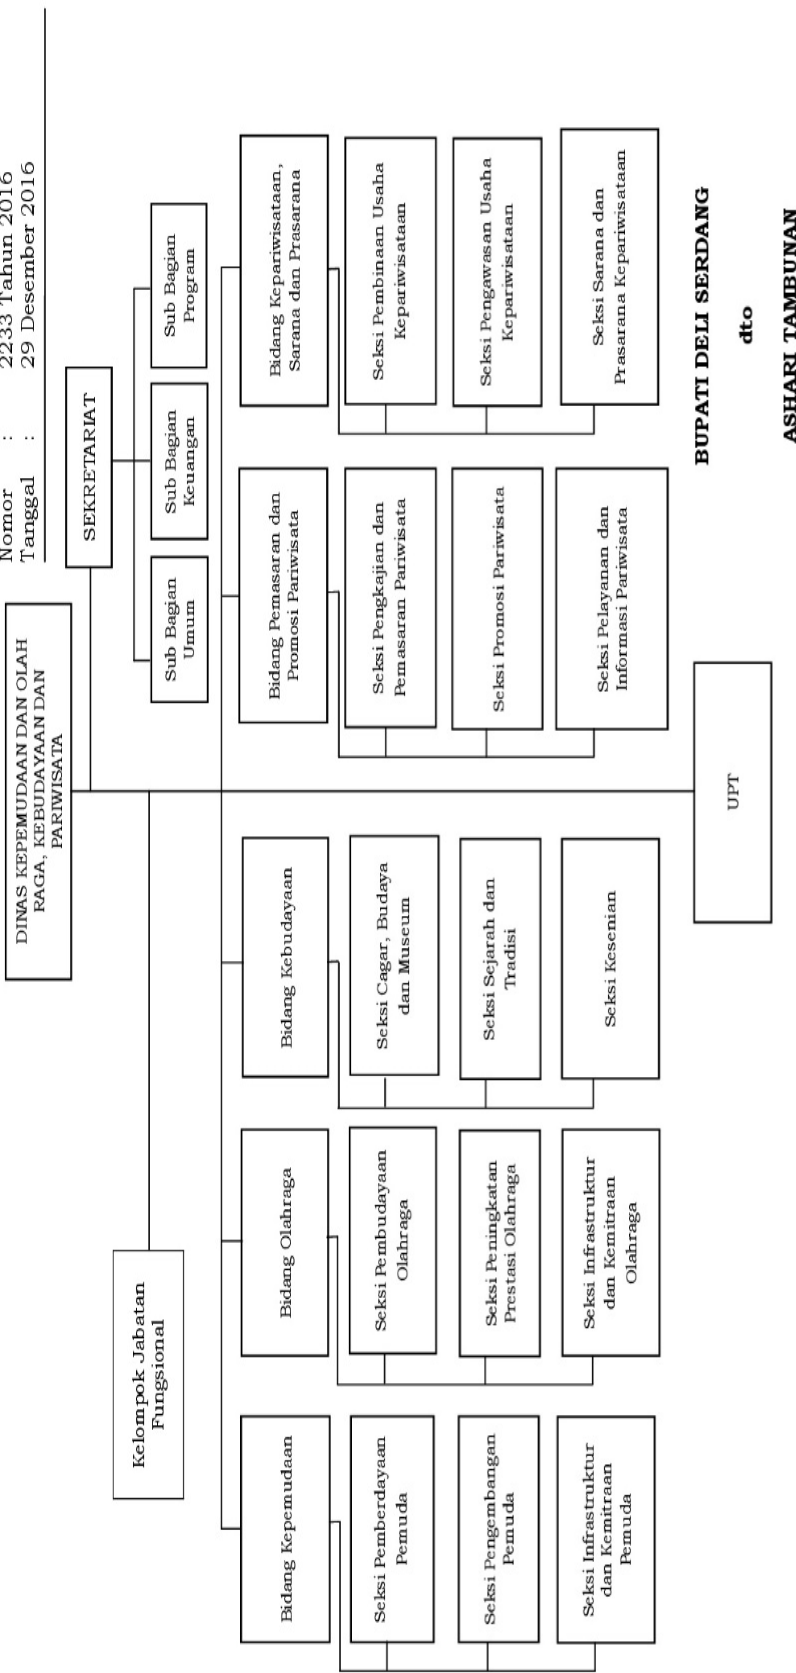 Nomor : 2233 Tahun 2016
Tanggal : 29 Desember 2016
DINAS KEPEMUDAAN DAN OLAH
RAGA, KEBUDAYAAN DAN
PARIWISATA
SEKRETARIAT
Kelompok Jabatan
Fungsional
Sub Bagian
Umum
Sub Bagian
Keuangan
Sub Bagian
Program
Bidang Kepemudaan
Bidang Olahraga
Bidang Kebudayaan
Bidang Pemasaran dan
Promosi Pariwisata
Bidang Kepariwisataan,
Sarana dan Prasarana
Seksi Pemberdayaan
Pemuda
Seksi Pembudayaan
Olahraga
Seksi Cagar, Budaya
dan Museum
Seksi Pengkajian dan
Pemasaran Pariwisata
Seksi Pembinaan Usaha
Kepariwisataan
Seksi Pengembangan
Pemuda
Seksi Peningkatan
Prestasi Olahraga
Seksi Sejarah dan
Tradisi
Seksi Promosi Pariwisata
Seksi Pengawasan Usaha
Kepariwisataan
Seksi Infrastruktur
dan Kemitraan
Pemuda
Seksi Infrastruktur
dan Kemitraan
Olahraga
Seksi Kesenian
Seksi Pelayanan dan
Informasi Pariwisata
Seksi Sarana dan
Prasarana Kepariwisataan
UPT
BUPATI DELI SERDANG
dto
ASHARI TAMBUNAN